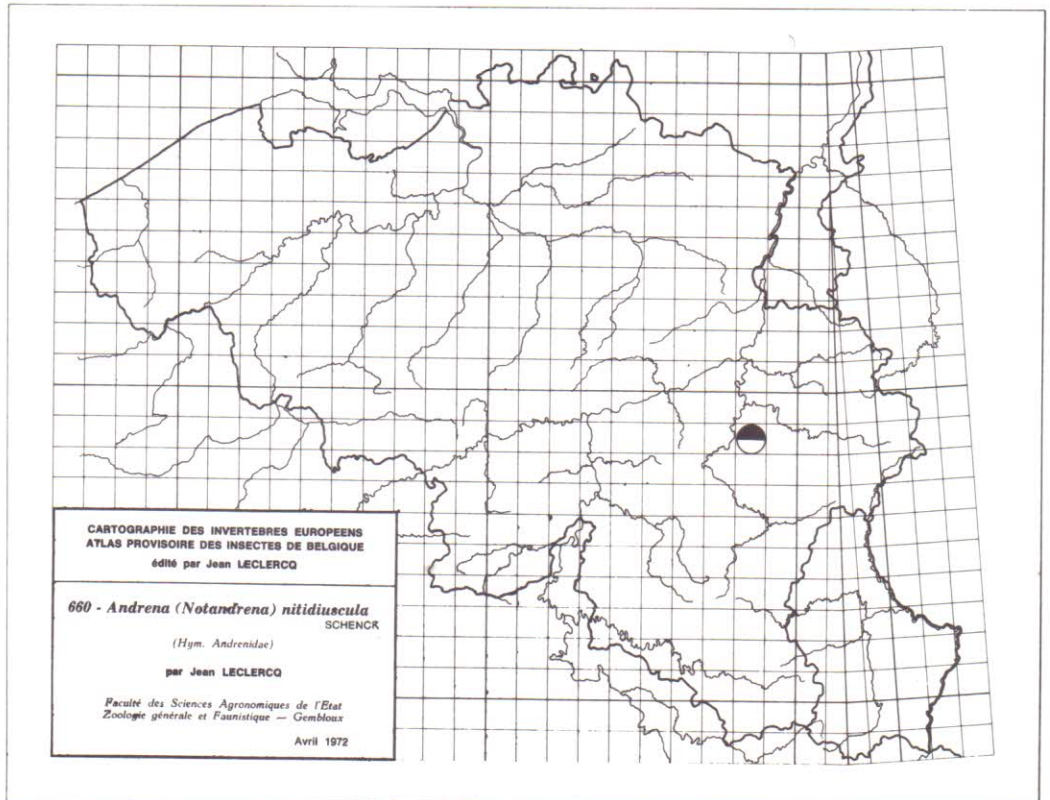 CARTOGRAPHIE DES INVERTEBRES EUROPEENS
ATLAS PROVISOIRE DES INSECTES DE BELGIQUE
édité par Jean LECLERCQ
660 - Andrena (Notandrena) nitidiuscula
SCHENCK
(Hym. Andrenidae)
par Jean LECLERCQ
Faculté des Sciences Agronomiques de l'Etat
Zoologie générale et Faunistique — Gembloux
Avril 1972